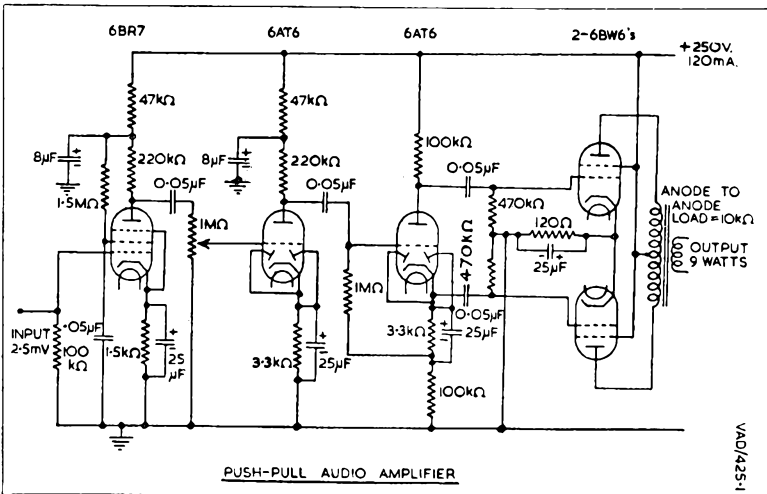 6BR7
6AT6
6AT6
2-6BW6's
+250V.
120mA.
47kΩ
47kΩ
8µF
220kΩ
8µF
220kΩ
100kΩ
0·05µF
0·05µF
0·05µF
1·5MΩ
1MΩ
470kΩ
120Ω
25µF
ANODE TO
ANODE
LOAD=10kΩ
OUTPUT
9 WATTS
1MΩ
470kΩ
0·05µF
INPUT
2·5mV
·05µF
100
kΩ
1·5kΩ
25
µF
3·3kΩ
25µF
3·3kΩ
25µF
100kΩ
PUSH-PULL AUDIO AMPLIFIER
VAD/425·1